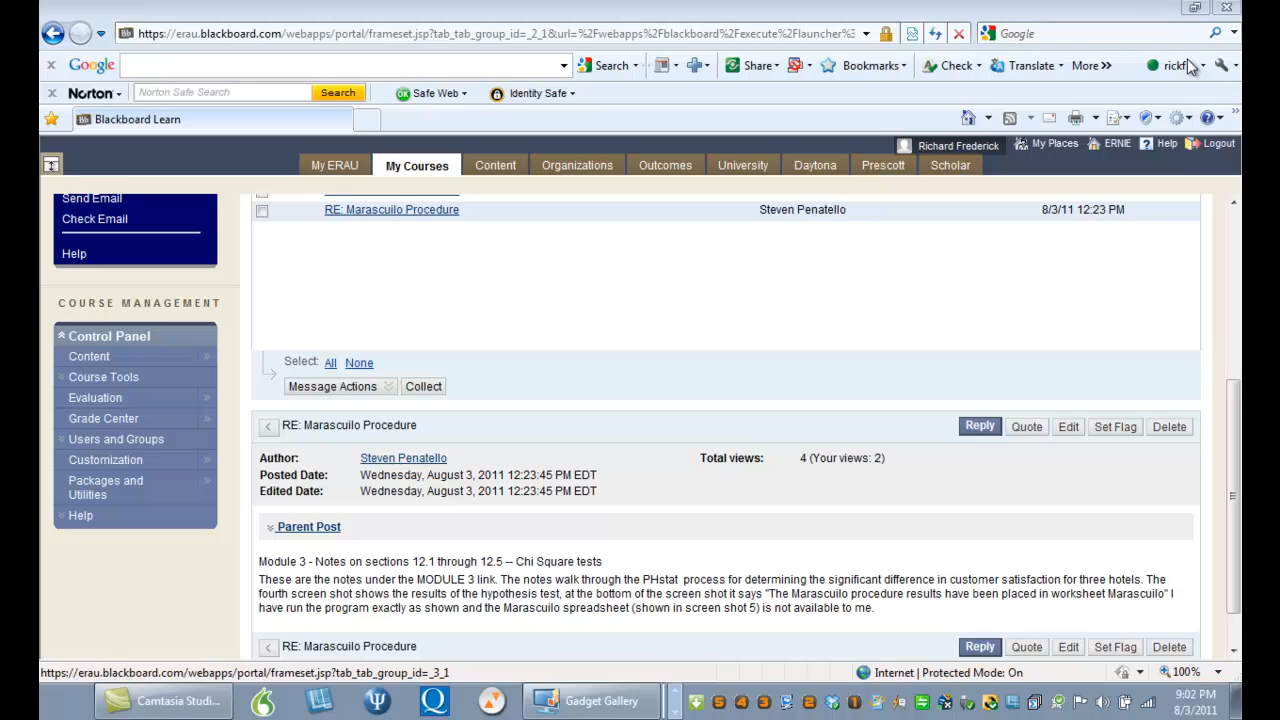 https://erau.blackboard.com/webapps/portal/frameset.jsp?tab_tab_group_id=_2_1&url=%2Fwebapps%2Fblackboard%2Fexecute%2Flauncher%: Google
Google Search Share Bookmarks Check Translate More » rickf
Norton Norton Safe Search Search OK Safe Web Identity Safe
Bb Blackboard Learn
Richard Frederick My Places ERNIE Help Logout
My ERAU My Courses Content Organizations Outcomes University Daytona Prescott Scholar
Send Email
RE: Marascuilo Procedure Steven Penatello 8/3/11 12:23 PM
Check Email
Help
COURSE MANAGEMENT
Control Panel
Content
Course Tools
Evaluation
Grade Center
Users and Groups
Customization
Packages and
Utilities
Help
Select: All None
Message Actions Collect
RE: Marascuilo Procedure Reply Quote Edit Set Flag Delete
Author: Steven Penatello Total views: 4 (Your views: 2)
Posted Date: Wednesday, August 3, 2011 12:23:45 PM EDT
Edited Date: Wednesday, August 3, 2011 12:23:45 PM EDT
Parent Post
Module 3 - Notes on sections 12.1 through 12.5 -- Chi Square tests
These are the notes under the MODULE 3 link. The notes walk through the PHstat process for determining the significant difference in customer satisfaction for three hotels. The
fourth screen shot shows the results of the hypothesis test, at the bottom of the screen shot it says "The Marascuilo procedure results have been placed in worksheet Marascuilo" I
have run the program exactly as shown and the Marascuilo spreadsheet (shown in screen shot 5) is not available to me.
RE: Marascuilo Procedure Reply Quote Edit Set Flag Delete
https://erau.blackboard.com/webapps/portal/frameset.jsp?tab_tab_group_id=_3_1 Internet | Protected Mode: On 100%
Camtasia Studi... Gadget Gallery 5 4 3 2 1 9:02 PM
8/3/2011